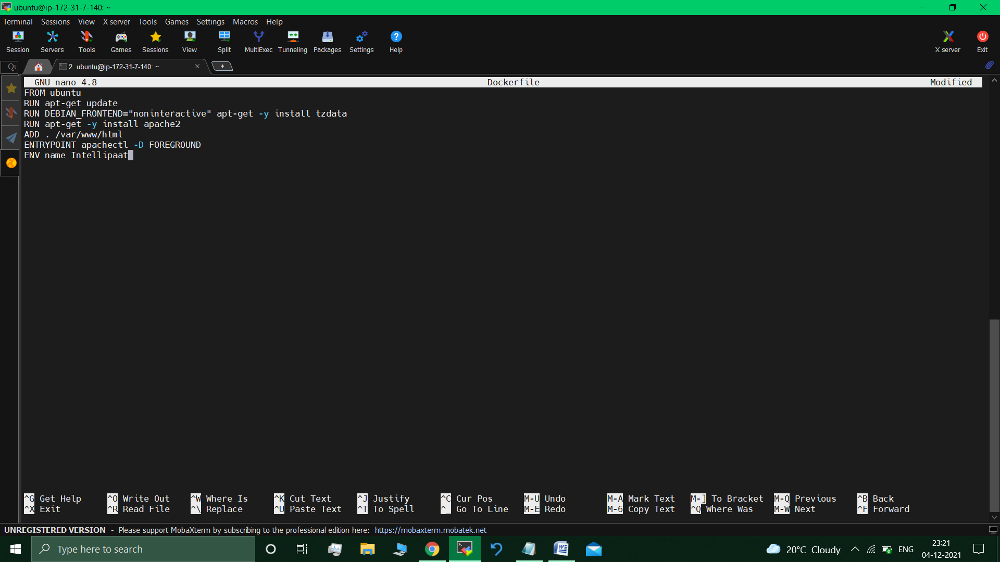 ubuntu@ip-172-31-7-140: ~
Terminal Sessions View X server Tools Games Settings Macros Help
Session Servers Tools Games Sessions View Split MultiExec Tunneling Packages Settings Help X server Exit
2. ubuntu@ip-172-31-7-140: ~
GNU nano 4.8 Dockerfile Modified
FROM ubuntu
RUN apt-get update
RUN DEBIAN_FRONTEND="noninteractive" apt-get -y install tzdata
RUN apt-get -y install apache2
ADD . /var/www/html
ENTRYPOINT apachectl -D FOREGROUND
ENV name Intellipaat
^G Get Help ^O Write Out ^W Where Is ^K Cut Text ^J Justify ^C Cur Pos M-U Undo M-A Mark Text M-] To Bracket M-Q Previous ^B Back
^X Exit ^R Read File ^\ Replace ^U Paste Text ^T To Spell ^_ Go To Line M-E Redo M-6 Copy Text ^Q Where Was M-W Next ^F Forward
UNREGISTERED VERSION - Please support MobaXterm by subscribing to the professional edition here: https://mobaxterm.mobatek.net
Type here to search 20°C Cloudy ENG 23:21
04-12-2021